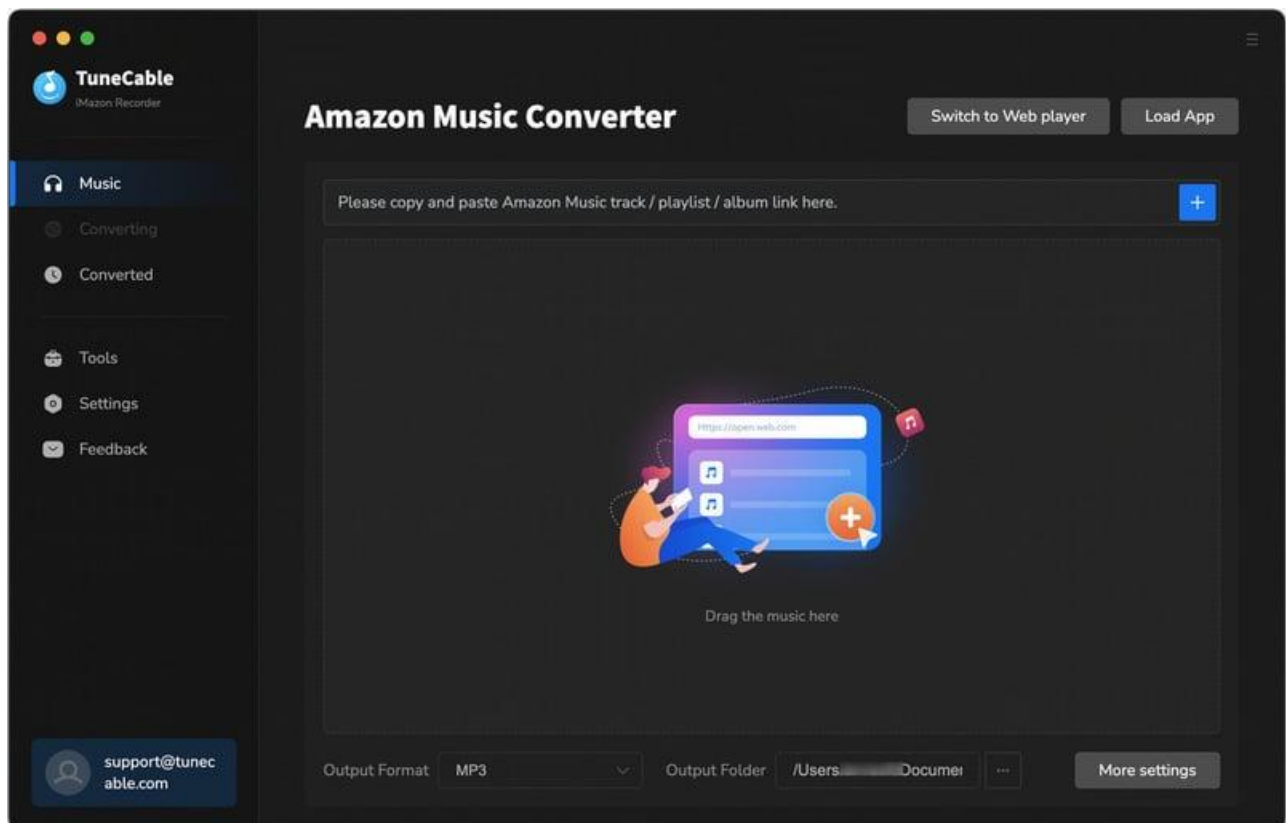 TuneCable
iMazon Recorder
Amazon Music Converter
Switch to Web player
Load App
Music
Converting
Converted
Tools
Settings
Feedback
Please copy and paste Amazon Music track / playlist / album link here.
Https://open.web.com
Drag the music here
support@tunec
able.com
Output Format
MP3
Output Folder
/Users
Documer
...
More settings